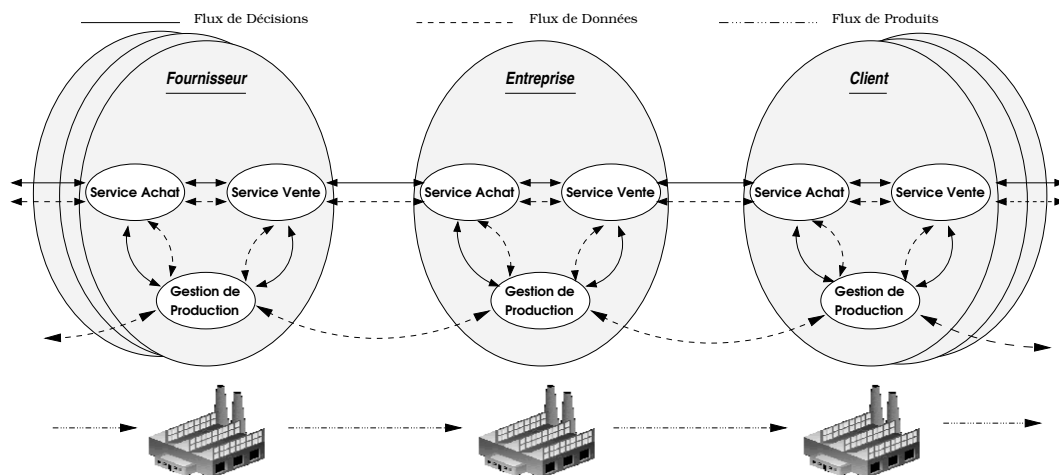 Flux de Décisions
Flux de Données
Flux de Produits
Fournisseur
Entreprise
Client
Service Achat
Service Vente
Service Achat
Service Vente
Service Achat
Service Vente
Gestion de
Production
Gestion de
Production
Gestion de
Production